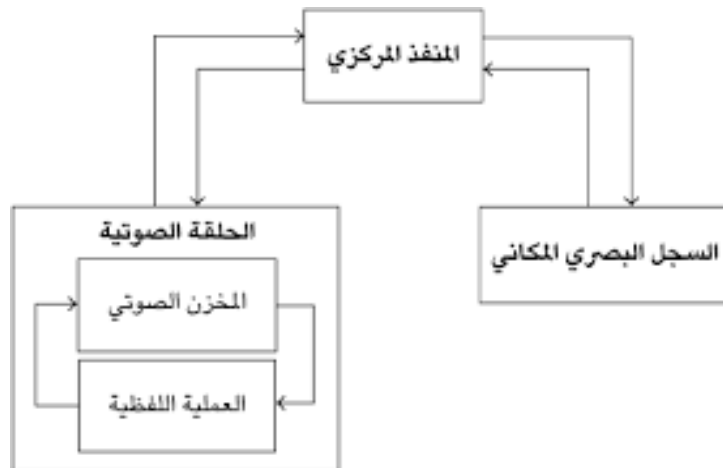 المنفذ المركزي
الحلقة الصوتية
السجل البصري المكاني
المخزن الصوتي
العملية اللفظية